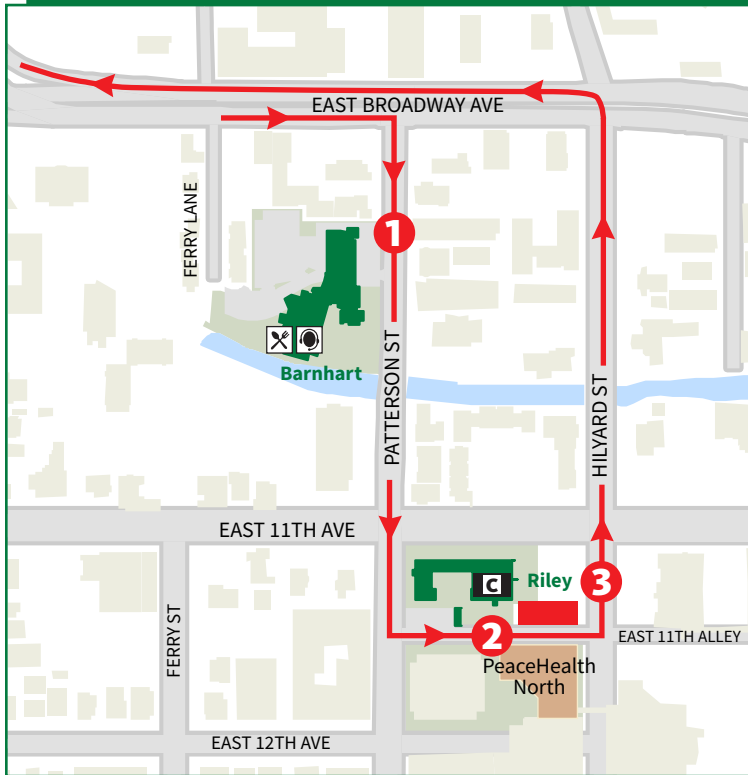 EAST BROADWAY AVE
FERRY LANE
1
Barnhart
PATTERSON ST
HILYARD ST
EAST 11TH AVE
C
Riley
3
2
EAST 11TH ALLEY
PeaceHealth
North
FERRY ST
EAST 12TH AVE